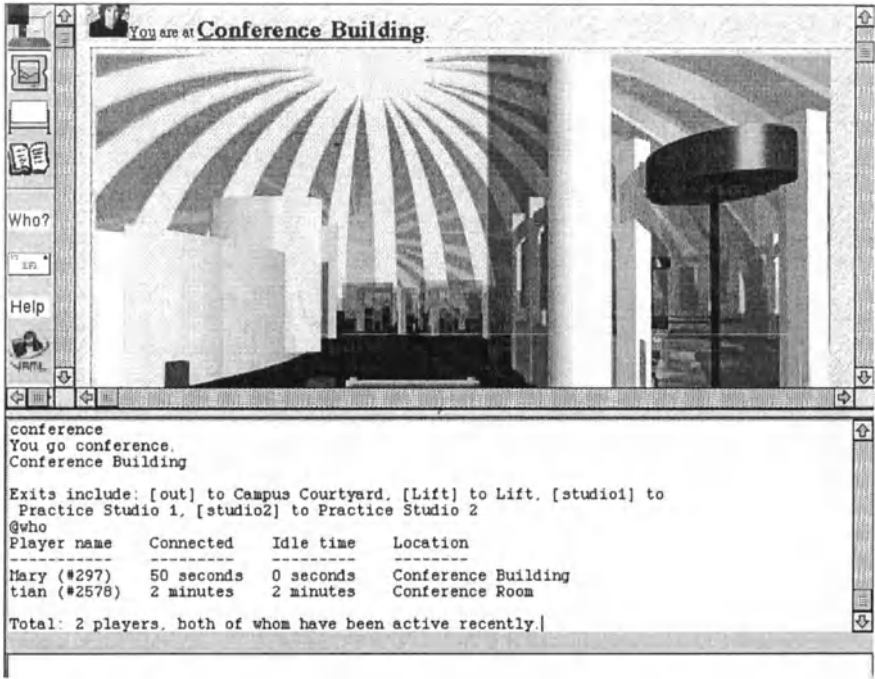 You are at Conference Building.
Who?
Help
VRML
conference
You go conference.
Conference Building
Exits include: [out] to Campus Courtyard, [Lift] to Lift, [studio1] to
Practice Studio 1, [studio2] to Practice Studio 2
@who
Player name Connected Idle time Location
----------- --------- --------- --------
Mary (#297) 50 seconds 0 seconds Conference Building
tian (#2578) 2 minutes 2 minutes Conference Room
Total: 2 players, both of whom have been active recently.